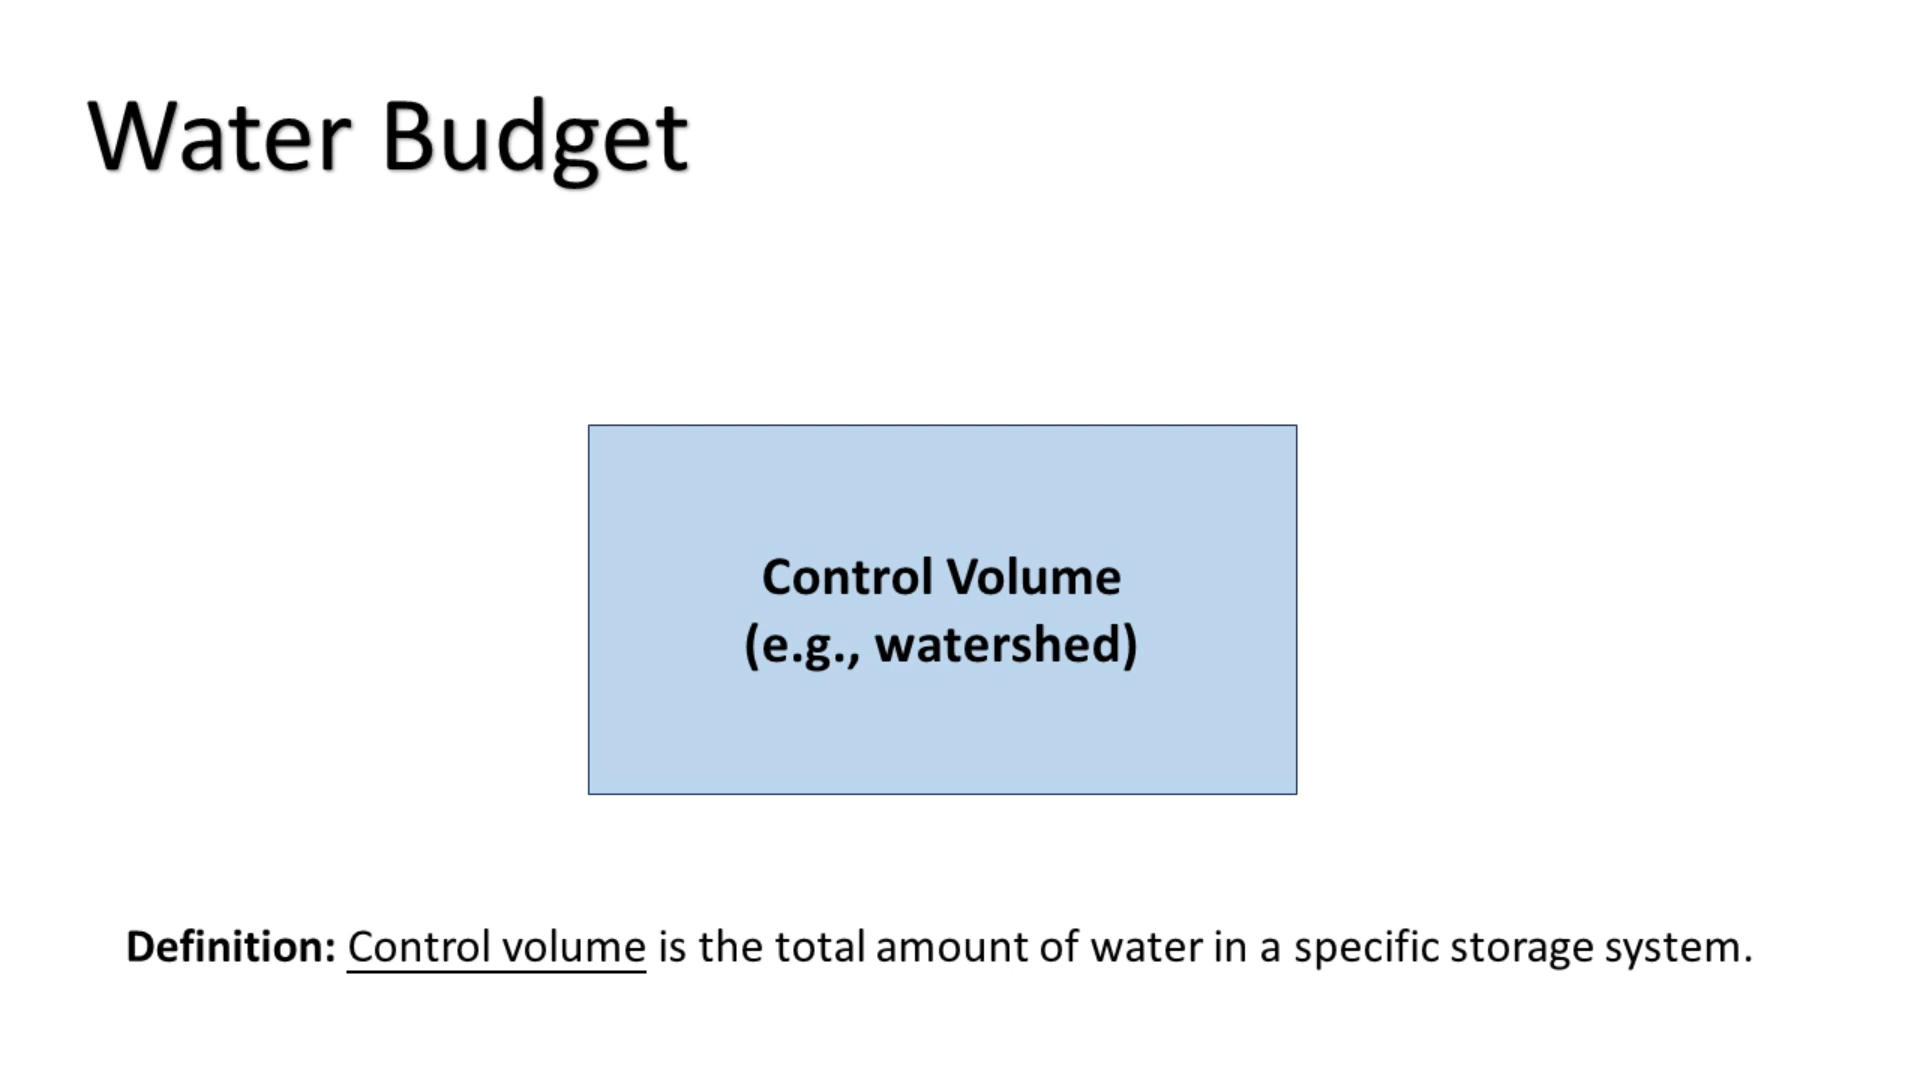 Water Budget
Control Volume
(e.g., watershed)
Definition: Control volume is the total amount of water in a specific storage system.